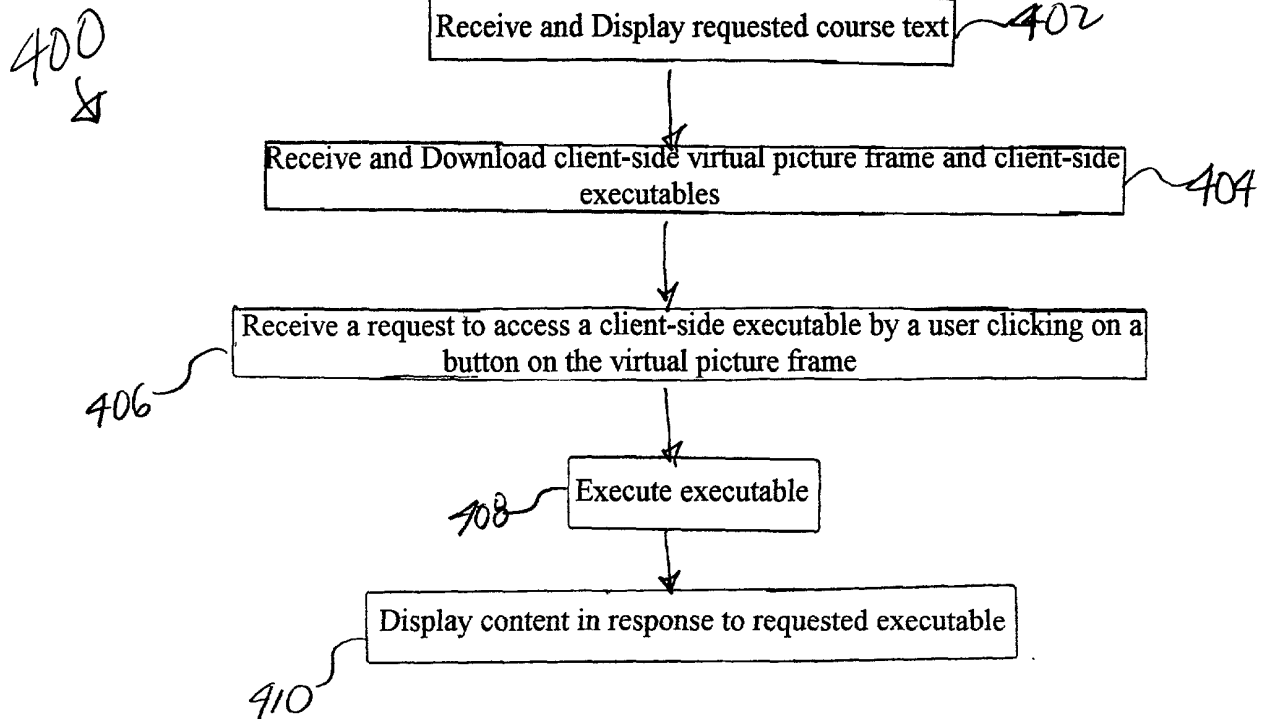 400
Receive and Display requested course text
402
Receive and Download client-side virtual picture frame and client-side
executables
404
Receive a request to access a client-side executable by a user clicking on a
button on the virtual picture frame
406
Execute executable
408
Display content in response to requested executable
410